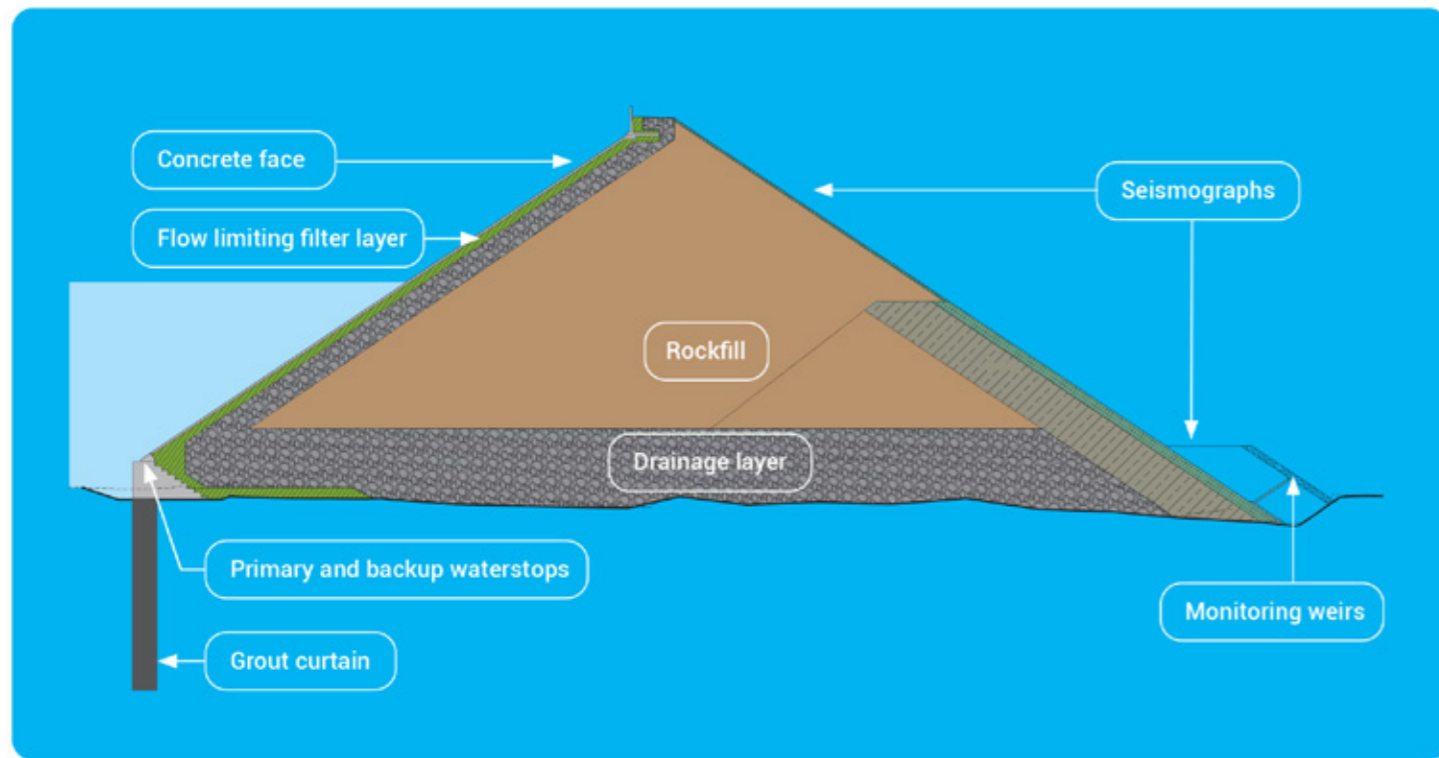 Concrete face
Seismographs
Flow limiting filter layer
Rockfill
Drainage layer
Primary and backup waterstops
Monitoring weirs
Grout curtain